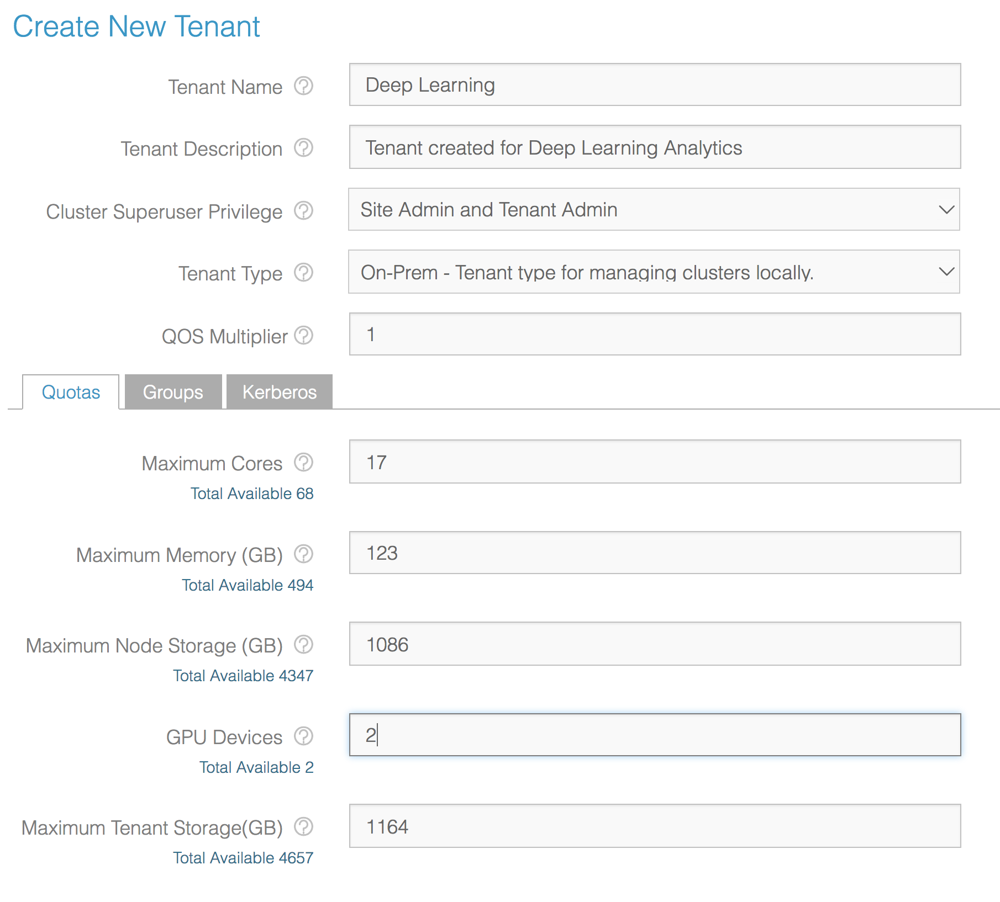 Create New Tenant
Tenant Name Deep Learning
Tenant Description Tenant created for Deep Learning Analytics
Cluster Superuser Privilege Site Admin and Tenant Admin
Tenant Type On-Prem - Tenant type for managing clusters locally.
QOS Multiplier 1
Quotas Groups Kerberos
Maximum Cores 17
Total Available 68
Maximum Memory (GB) 123
Total Available 494
Maximum Node Storage (GB) 1086
Total Available 4347
GPU Devices 2
Total Available 2
Maximum Tenant Storage(GB) 1164
Total Available 4657